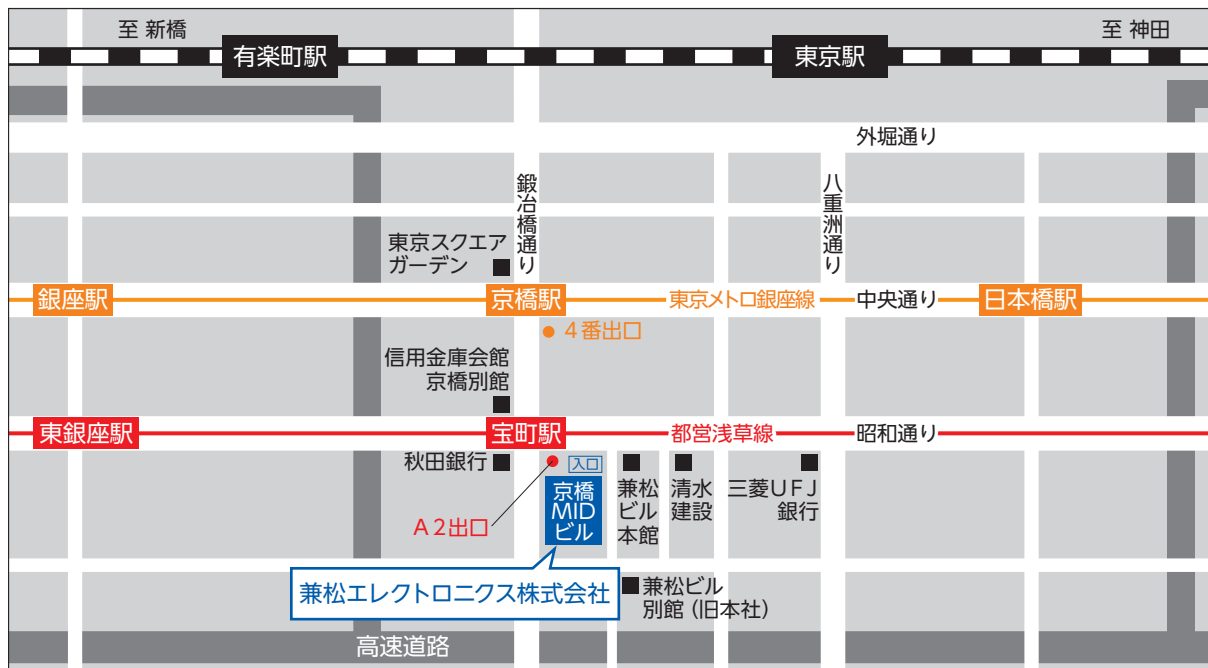 至 新橋
至 神田
有楽町駅
東京駅
外堀通り
鍛冶橋通り
八重洲通り
東京スクエア
ガーデン
銀座駅
京橋駅
東京メトロ銀座線
中央通り
日本橋駅
4番出口
信用金庫会館
京橋別館
東銀座駅
宝町駅
都営浅草線
昭和通り
秋田銀行
入口
京橋
MID
ビル
兼松
ビル
本館
清水
建設
三菱UFJ
銀行
A2出口
兼松エレクトロニクス株式会社
兼松ビル
別館(旧本社)
高速道路